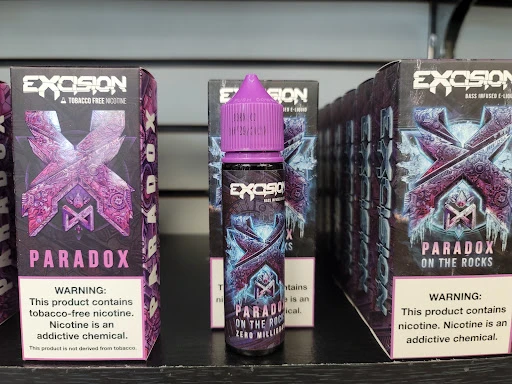 EXCISION
TOBACCO FREE NICOTINE
PARADOX
PARADOX
WARNING:
This product contains
tobacco-free nicotine.
Nicotine is an
addictive chemical.
This product is not derived from tobacco.
EXCISION
PARADOX
ON THE ROCKS
ZERO
EXCISION
BASS INFUSED E-LIQUID
PARADOX
ON THE ROCKS
WARNING:
This product contains
nicotine. Nicotine is an
addictive chemical.